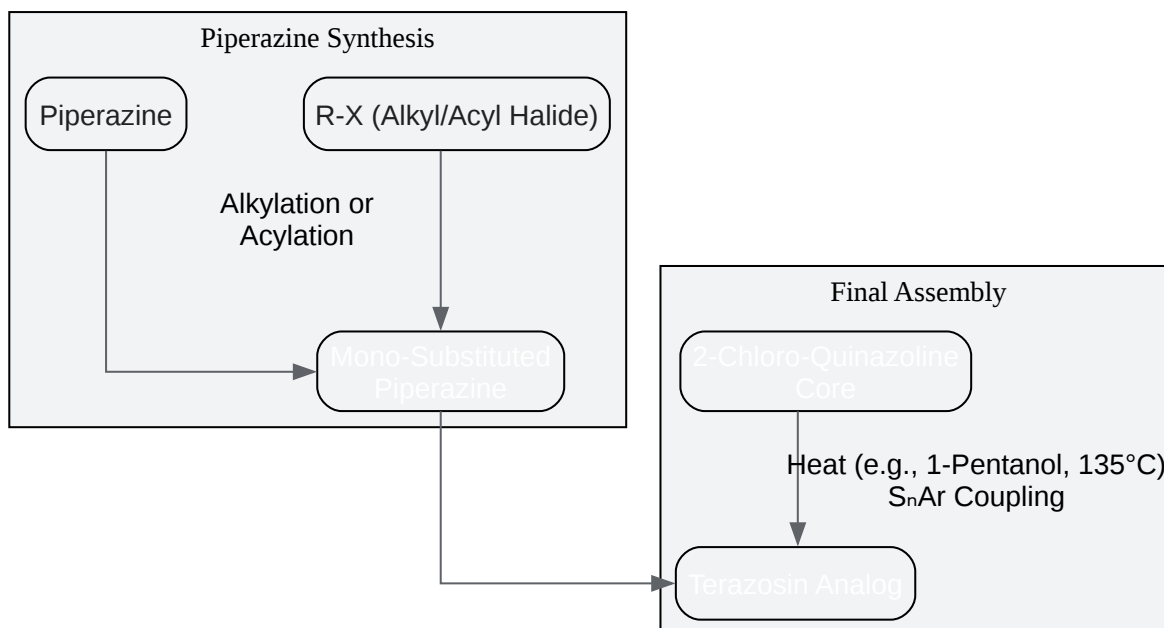 Piperazine Synthesis
Piperazine
R-X (Alkyl/Acyl Halide)
Alkylation or
Acylation
Mono-Substituted
Piperazine
Final Assembly
2-Chloro-Quinazoline
Core
Heat (e.g., 1-Pentanol, 135°C)
SₙAr Coupling
Terazosin Analog